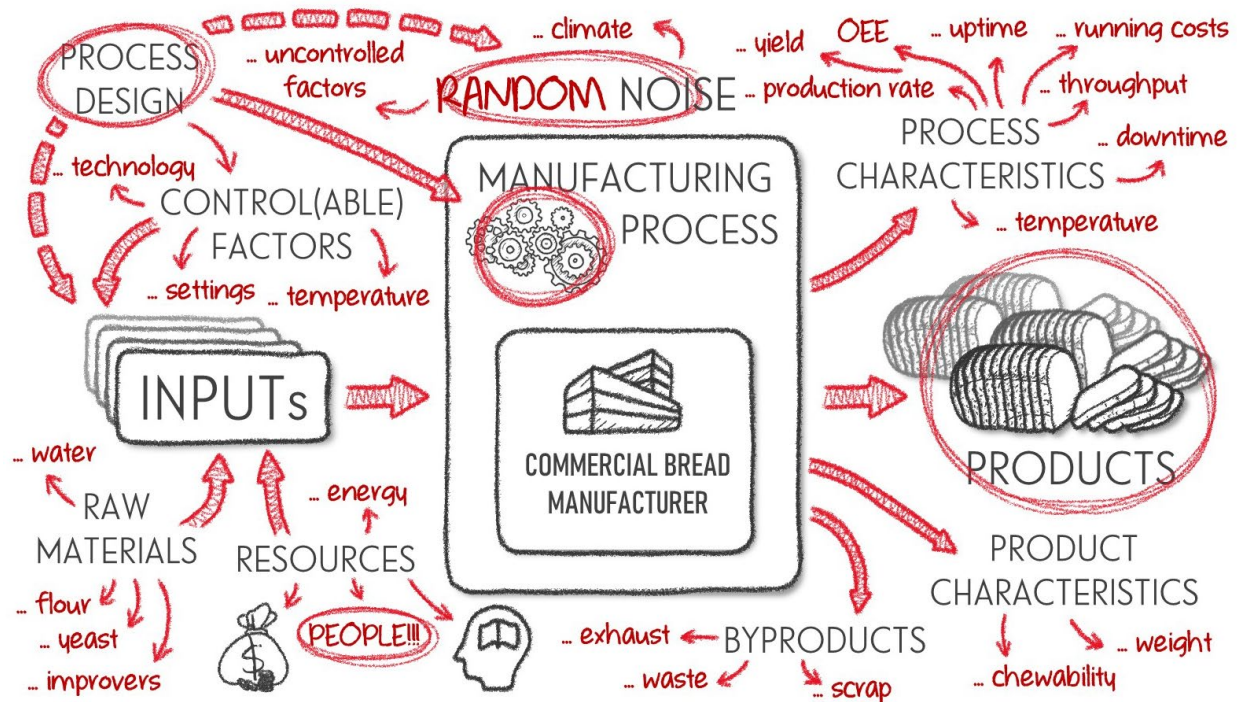 PROCESS
DESIGN
... uncontrolled
factors
... climate
RANDOM NOISE
... yield
OEE
... uptime
... running costs
... production rate
... throughput
PROCESS
CHARACTERISTICS
... downtime
... temperature
... technology
CONTROL(ABLE)
FACTORS
... settings
... temperature
MANUFACTURING
PROCESS
INPUTs
COMMERCIAL BREAD
MANUFACTURER
PRODUCTS
... water
RAW
MATERIALS
... flour
... yeast
... improvers
... energy
RESOURCES
$
PEOPLE!!!
BYPRODUCTS
... exhaust
... waste
... scrap
PRODUCT
CHARACTERISTICS
... weight
... chewability